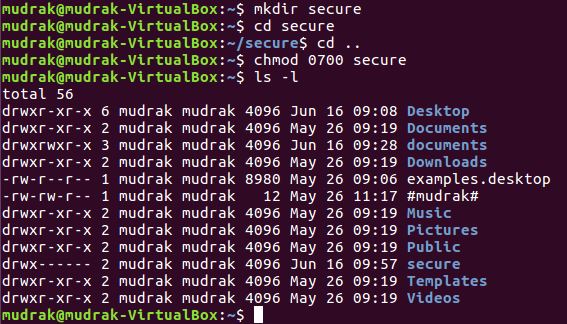 mudrak@mudrak-VirtualBox:~$ mkdir secure
mudrak@mudrak-VirtualBox:~$ cd secure
mudrak@mudrak-VirtualBox:~/secure$ cd ..
mudrak@mudrak-VirtualBox:~$ chmod 0700 secure
mudrak@mudrak-VirtualBox:~$ ls -l
total 56
drwxr-xr-x 6 mudrak mudrak 4096 Jun 16 09:08 Desktop
drwxr-xr-x 2 mudrak mudrak 4096 May 26 09:19 Documents
drwxrwxr-x 3 mudrak mudrak 4096 Jun 16 09:28 documents
drwxr-xr-x 2 mudrak mudrak 4096 May 26 09:19 Downloads
-rw-r--r-- 1 mudrak mudrak 8980 May 26 09:06 examples.desktop
-rw-rw-r-- 1 mudrak mudrak   12 May 26 11:17 #mudrak#
drwxr-xr-x 2 mudrak mudrak 4096 May 26 09:19 Music
drwxr-xr-x 2 mudrak mudrak 4096 May 26 09:19 Pictures
drwxr-xr-x 2 mudrak mudrak 4096 May 26 09:19 Public
drwx------ 2 mudrak mudrak 4096 Jun 16 09:57 secure
drwxr-xr-x 2 mudrak mudrak 4096 May 26 09:19 Templates
drwxr-xr-x 2 mudrak mudrak 4096 May 26 09:19 Videos
mudrak@mudrak-VirtualBox:~$